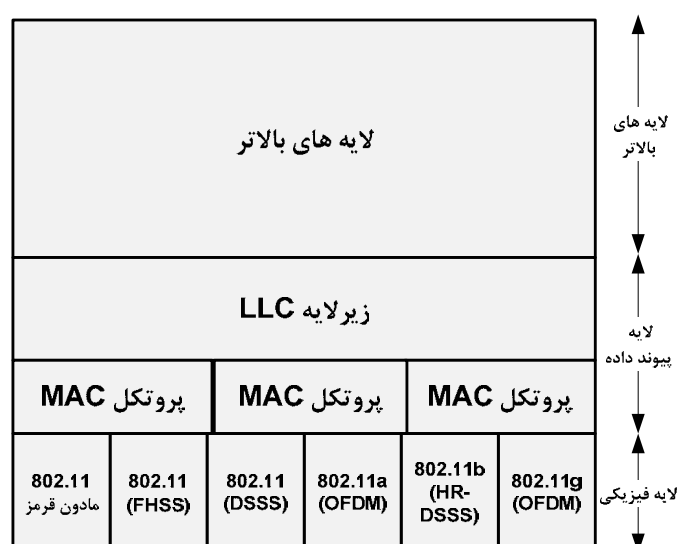 لایه های بالاتر
لایه های
بالاتر
زیرلایه LLC
لایه
پیوند داده
پروتکل MAC
پروتکل MAC
پروتکل MAC
802.11
مادون قرمز
802.11
(FHSS)
802.11
(DSSS)
802.11a
(OFDM)
802.11b
(HR-
DSSS)
802.11g
(OFDM)
لایه فیزیکی